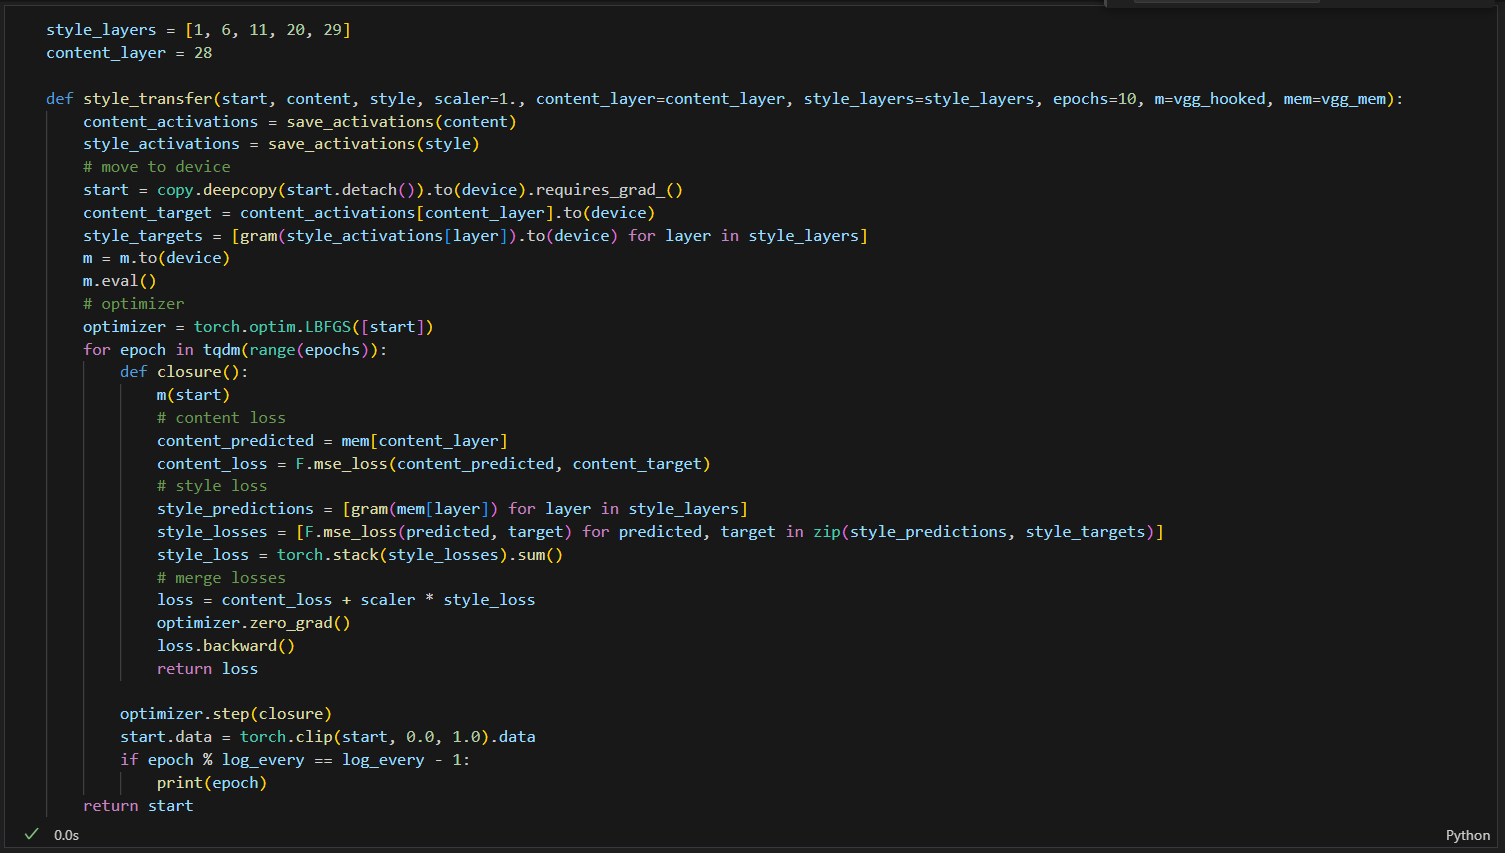 style_layers = [1, 6, 11, 20, 29]
content_layer = 28
def style_transfer(start, content, style, scaler=1., content_layer=content_layer, style_layers=style_layers, epochs=10, m=vgg_hooked, mem=vgg_mem):
    content_activations = save_activations(content)
    style_activations = save_activations(style)
    # move to device
    start = copy.deepcopy(start.detach()).to(device).requires_grad_()
    content_target = content_activations[content_layer].to(device)
    style_targets = [gram(style_activations[layer]).to(device) for layer in style_layers]
    m = m.to(device)
    m.eval()
    # optimizer
    optimizer = torch.optim.LBFGS([start])
    for epoch in tqdm(range(epochs)):
        def closure():
            m(start)
            # content loss
            content_predicted = mem[content_layer]
            content_loss = F.mse_loss(content_predicted, content_target)
            # style loss
            style_predictions = [gram(mem[layer]) for layer in style_layers]
            style_losses = [F.mse_loss(predicted, target) for predicted, target in zip(style_predictions, style_targets)]
            style_loss = torch.stack(style_losses).sum()
            # merge losses
            loss = content_loss + scaler * style_loss
            optimizer.zero_grad()
            loss.backward()
            return loss
        optimizer.step(closure)
        start.data = torch.clip(start, 0.0, 1.0).data
        if epoch % log_every == log_every - 1:
            print(epoch)
    return start
0.0s
Python